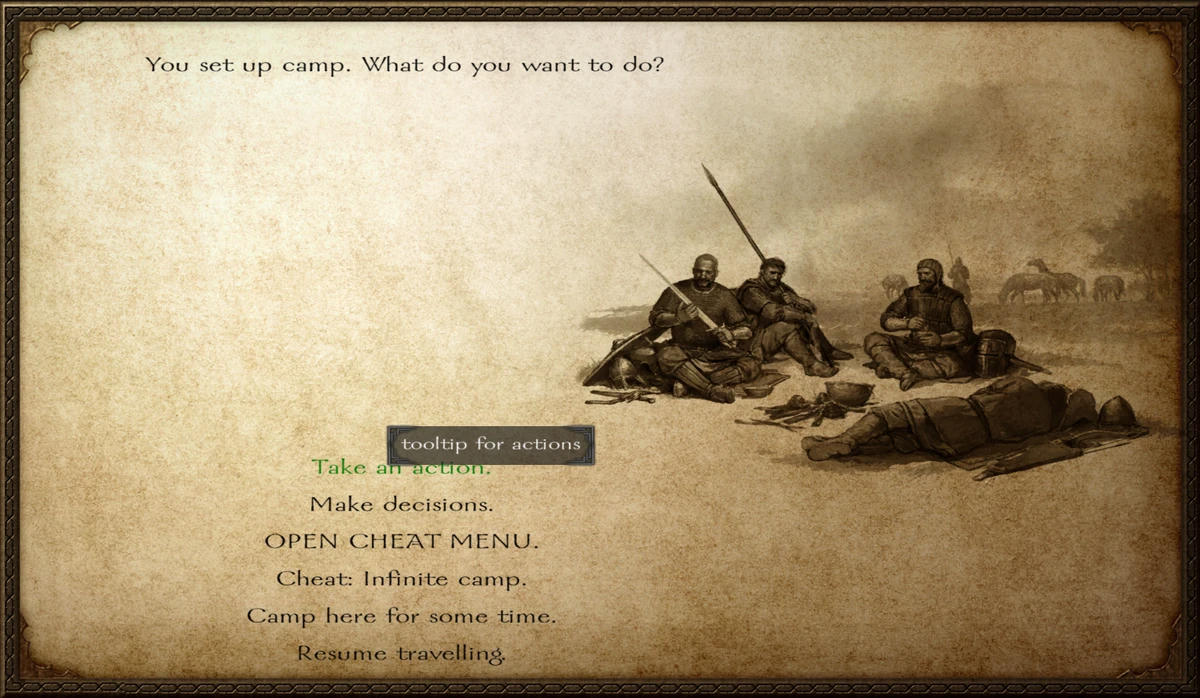 You set up camp. What do you want to do?
tooltip for actions
Take an action.
Make decisions.
OPEN CHEAT MENU.
Cheat: Infinite camp.
Camp here for some time.
Resume travelling.